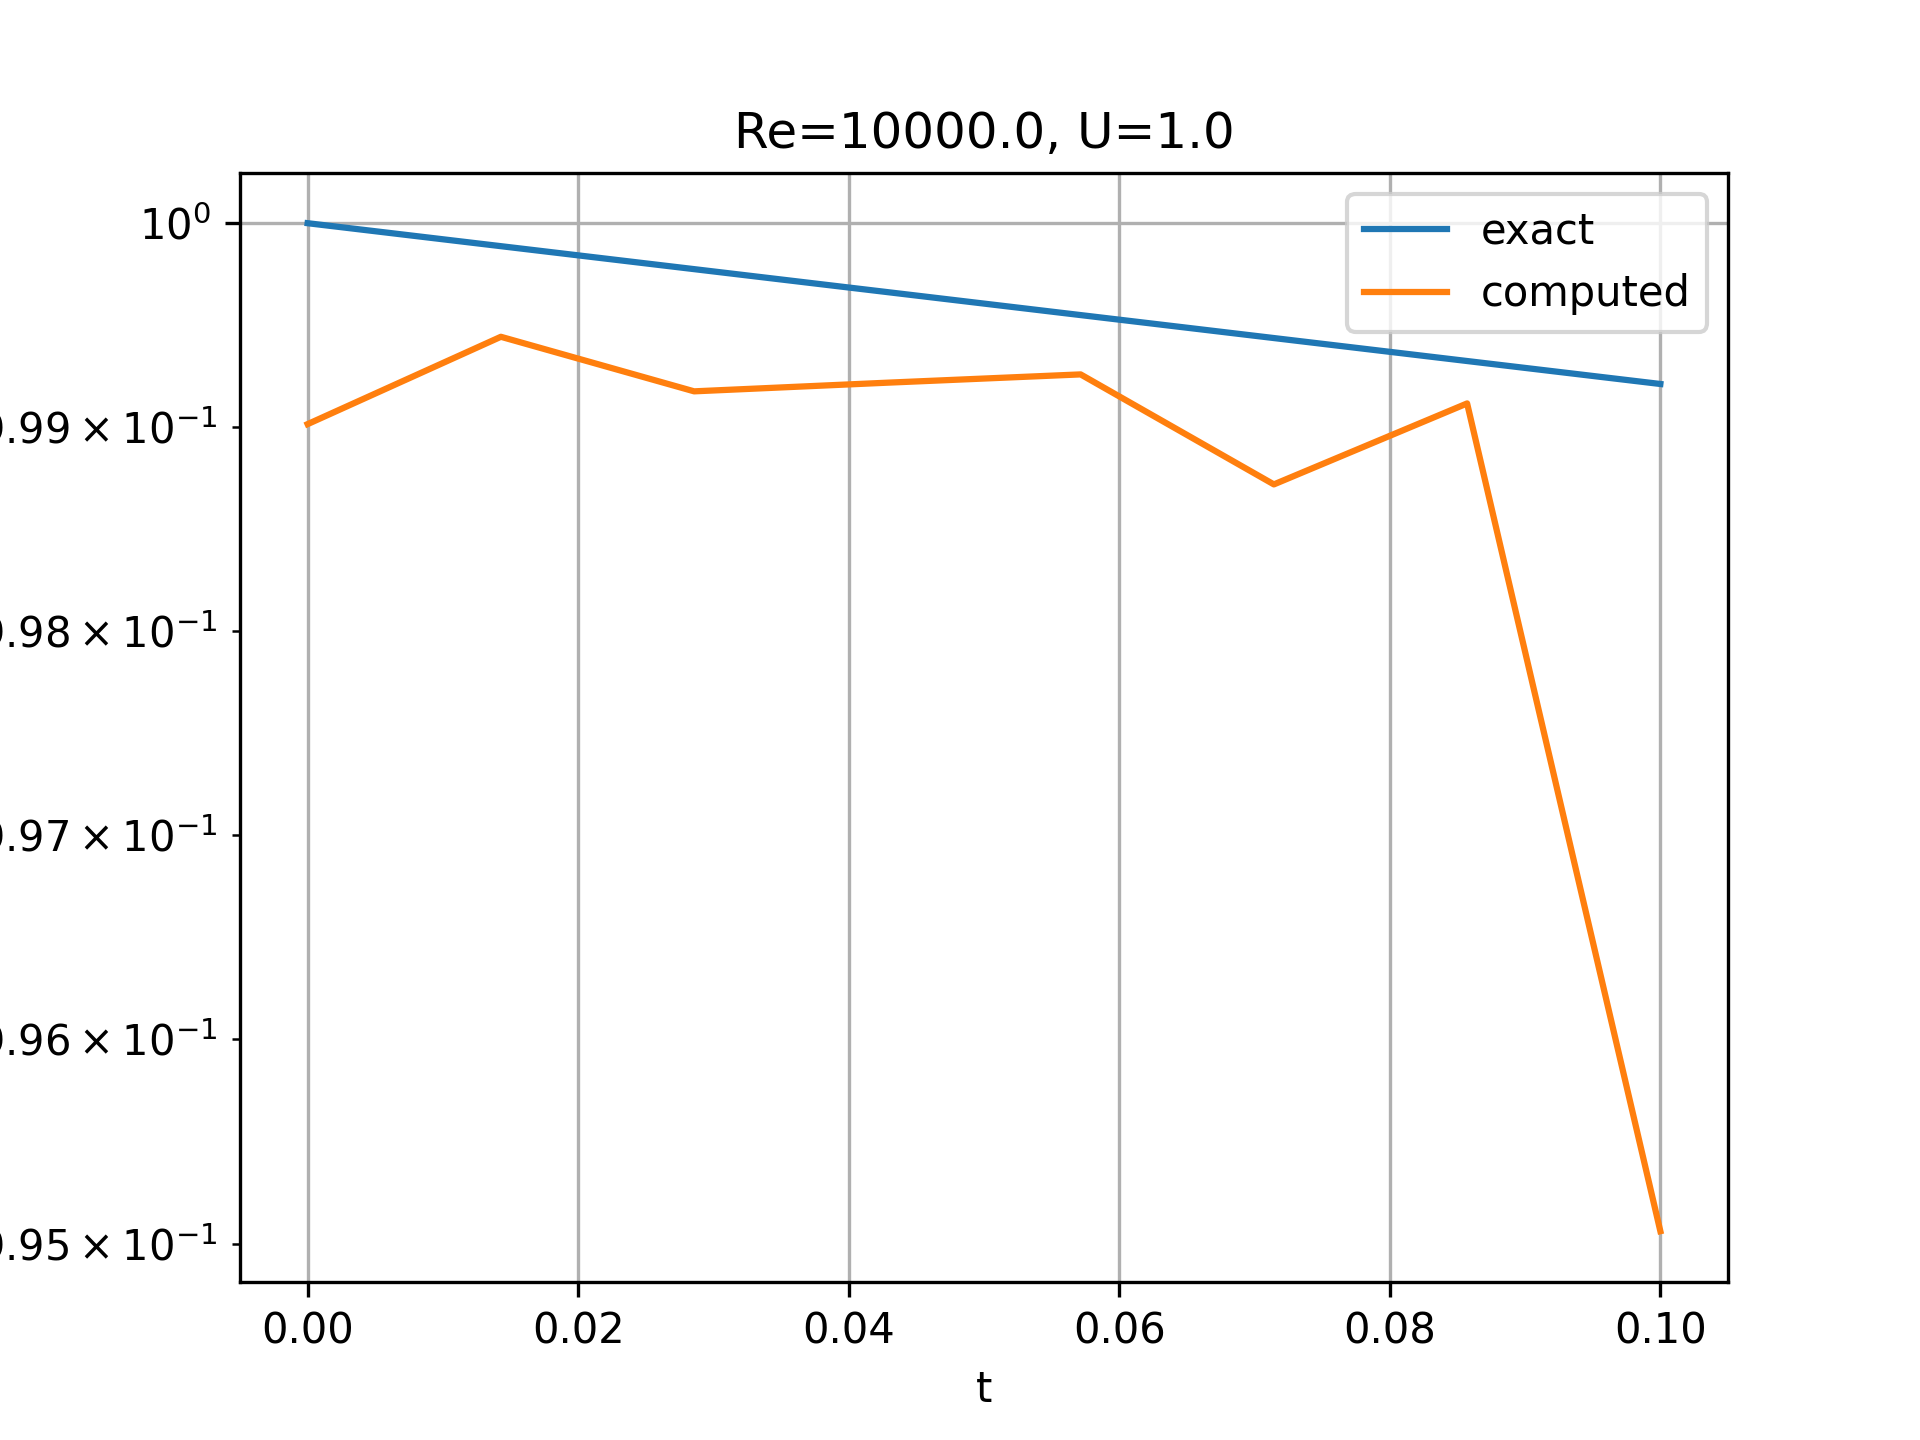 Re=10000.0, U=1.0
10⁰
.99 × 10⁻¹
.98 × 10⁻¹
.97 × 10⁻¹
.96 × 10⁻¹
.95 × 10⁻¹
exact
computed
0.00 0.02 0.04 0.06 0.08 0.10
t